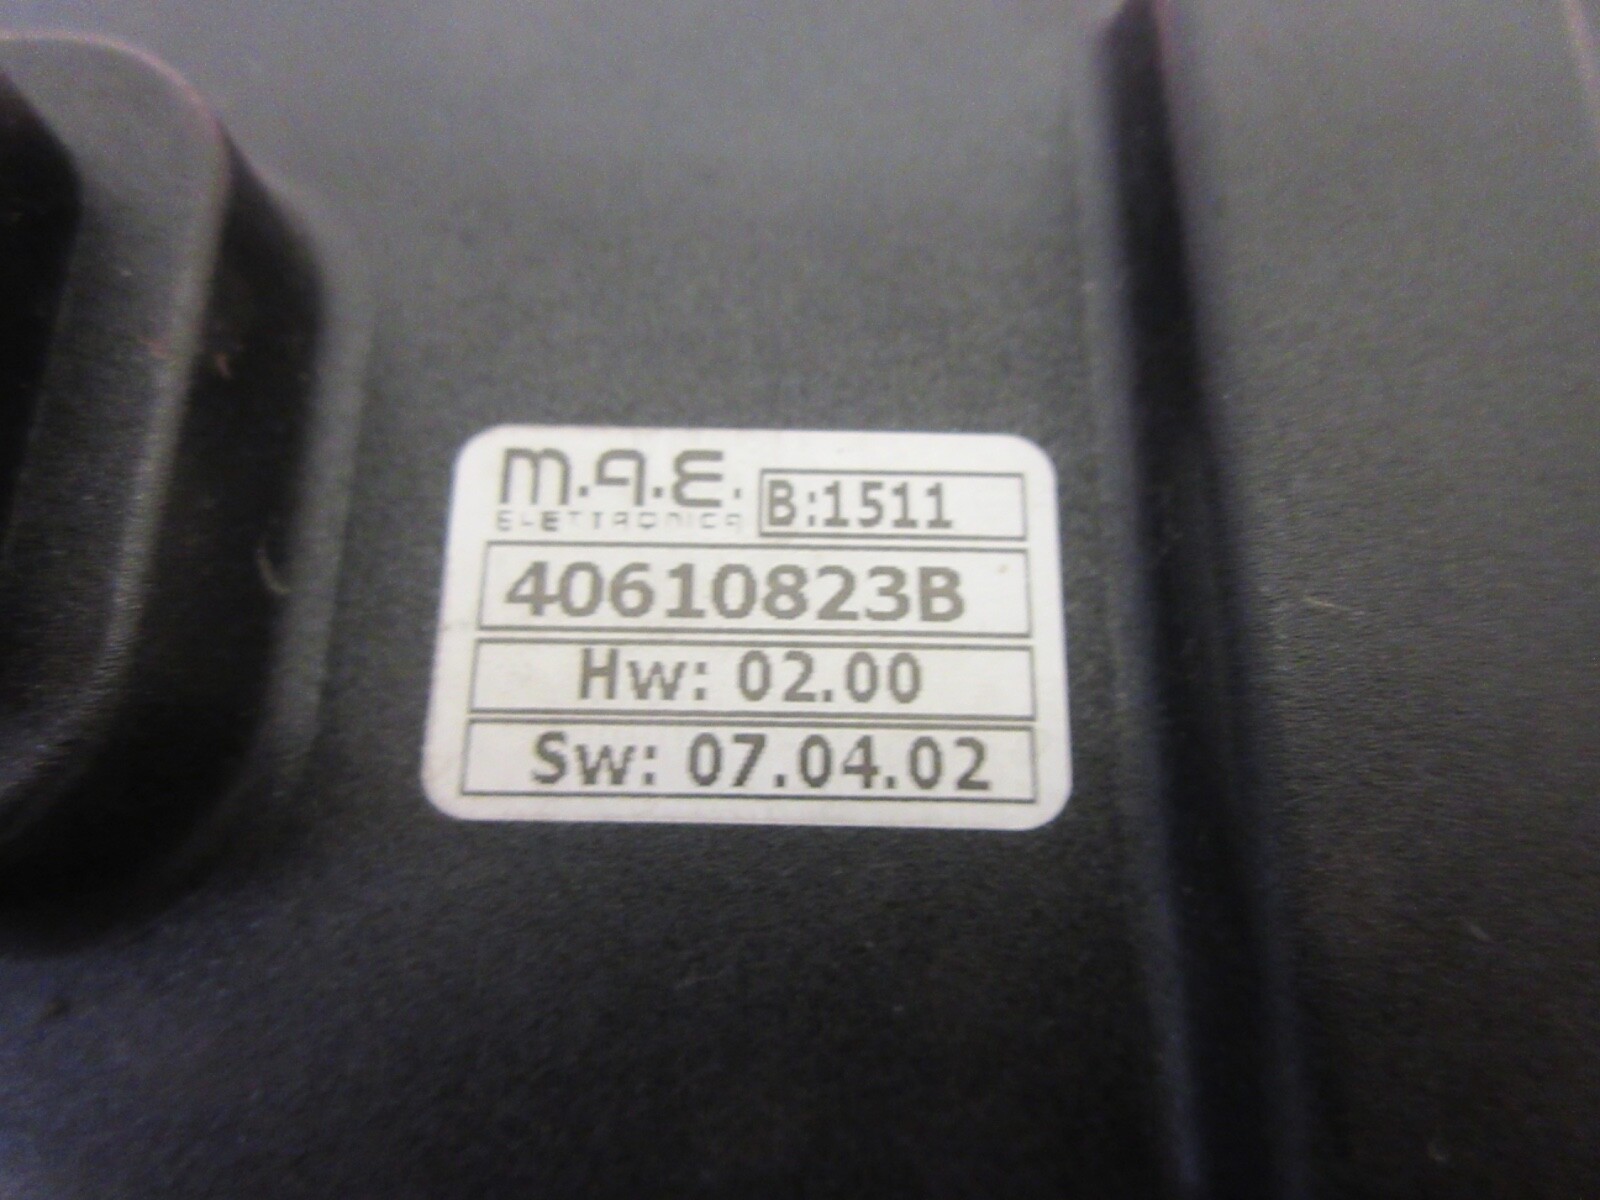 M.A.E.
ELETTRONICA
B:1511
40610823B
Hw: 02.00
Sw: 07.04.02